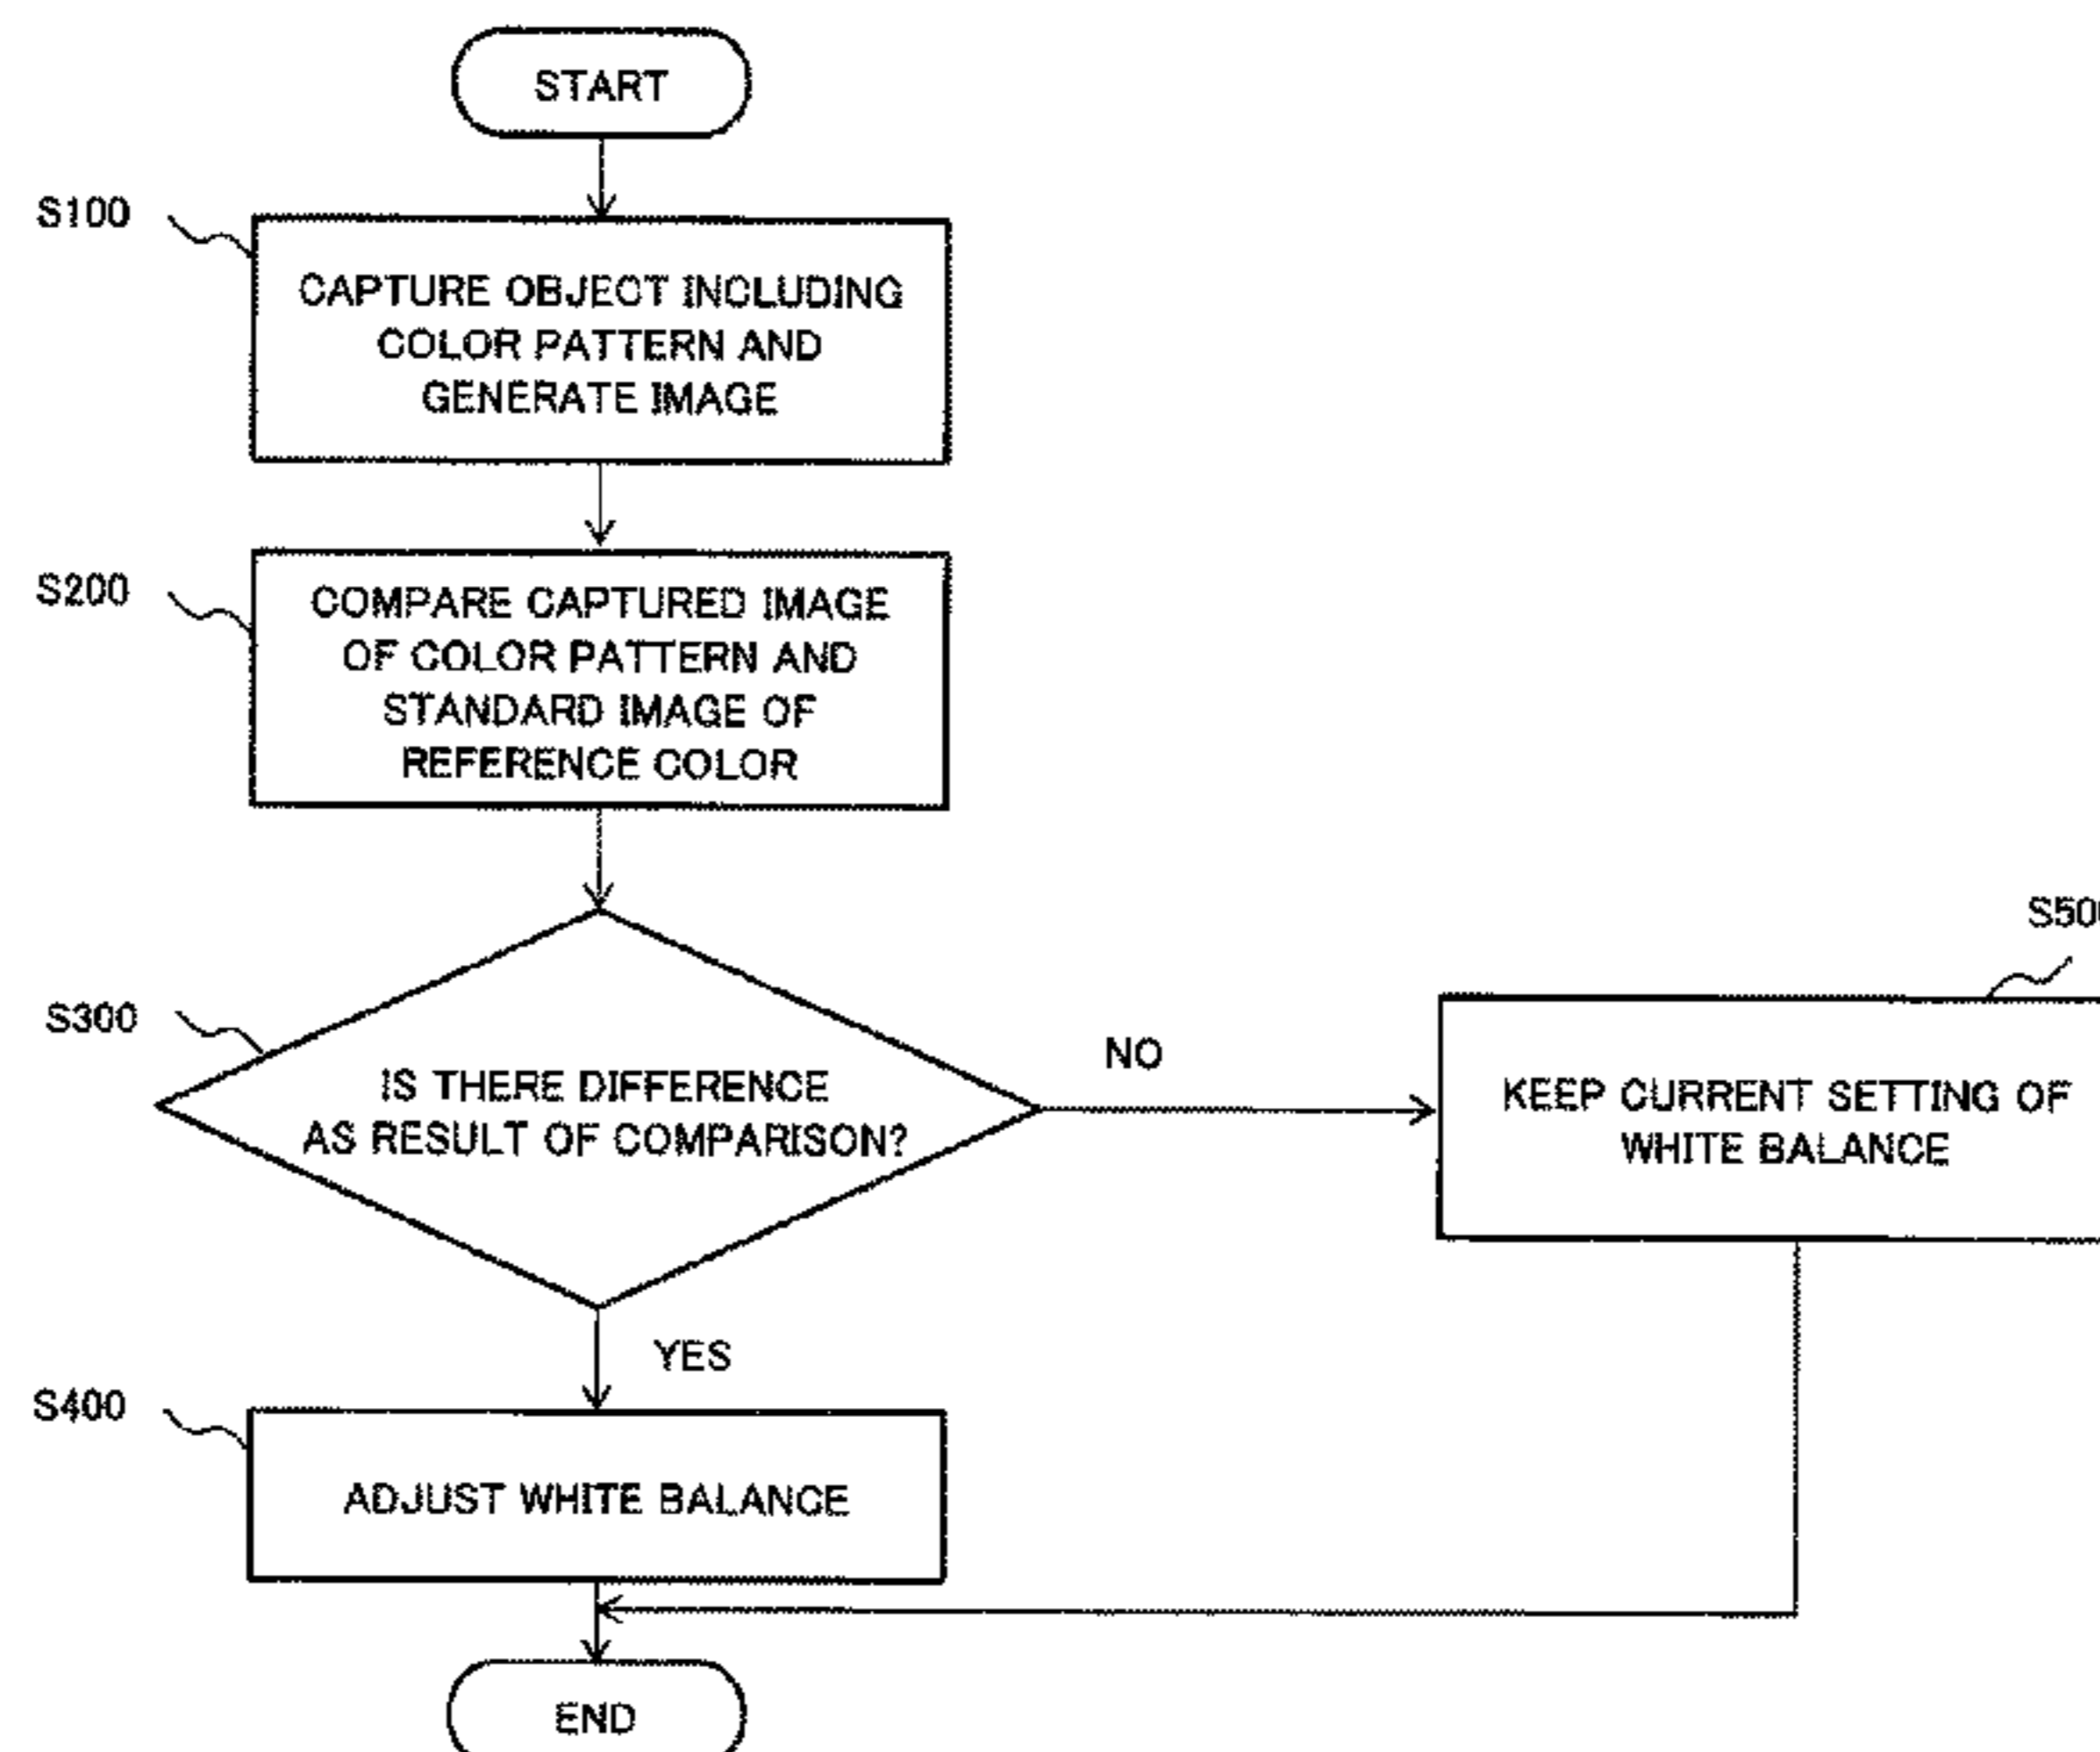 START
S100
CAPTURE OBJECT INCLUDING
COLOR PATTERN AND
GENERATE IMAGE
S200
COMPARE CAPTURED IMAGE
OF COLOR PATTERN AND
STANDARD IMAGE OF
REFERENCE COLOR
S300
IS THERE DIFFERENCE
AS RESULT OF COMPARISON?
NO
S500
KEEP CURRENT SETTING OF
WHITE BALANCE
YES
S400
ADJUST WHITE BALANCE
END